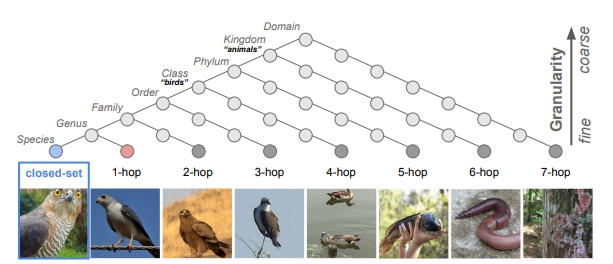 Domain
Kingdom
"animals"
Phylum
Class
"birds"
Order
Family
Genus
Species
closed-set
1-hop
2-hop
3-hop
4-hop
5-hop
6-hop
7-hop
Granularity
coarse
fine